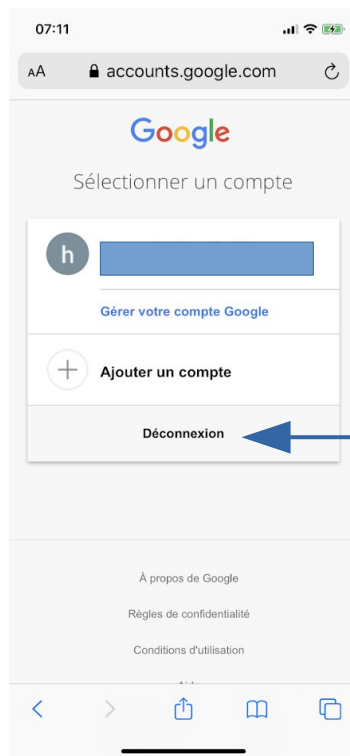 07:11
AA accounts.google.com
Google
Sélectionner un compte
h
Gérer votre compte Google
Ajouter un compte
Déconnexion
À propos de Google
Règles de confidentialité
Conditions d'utilisation